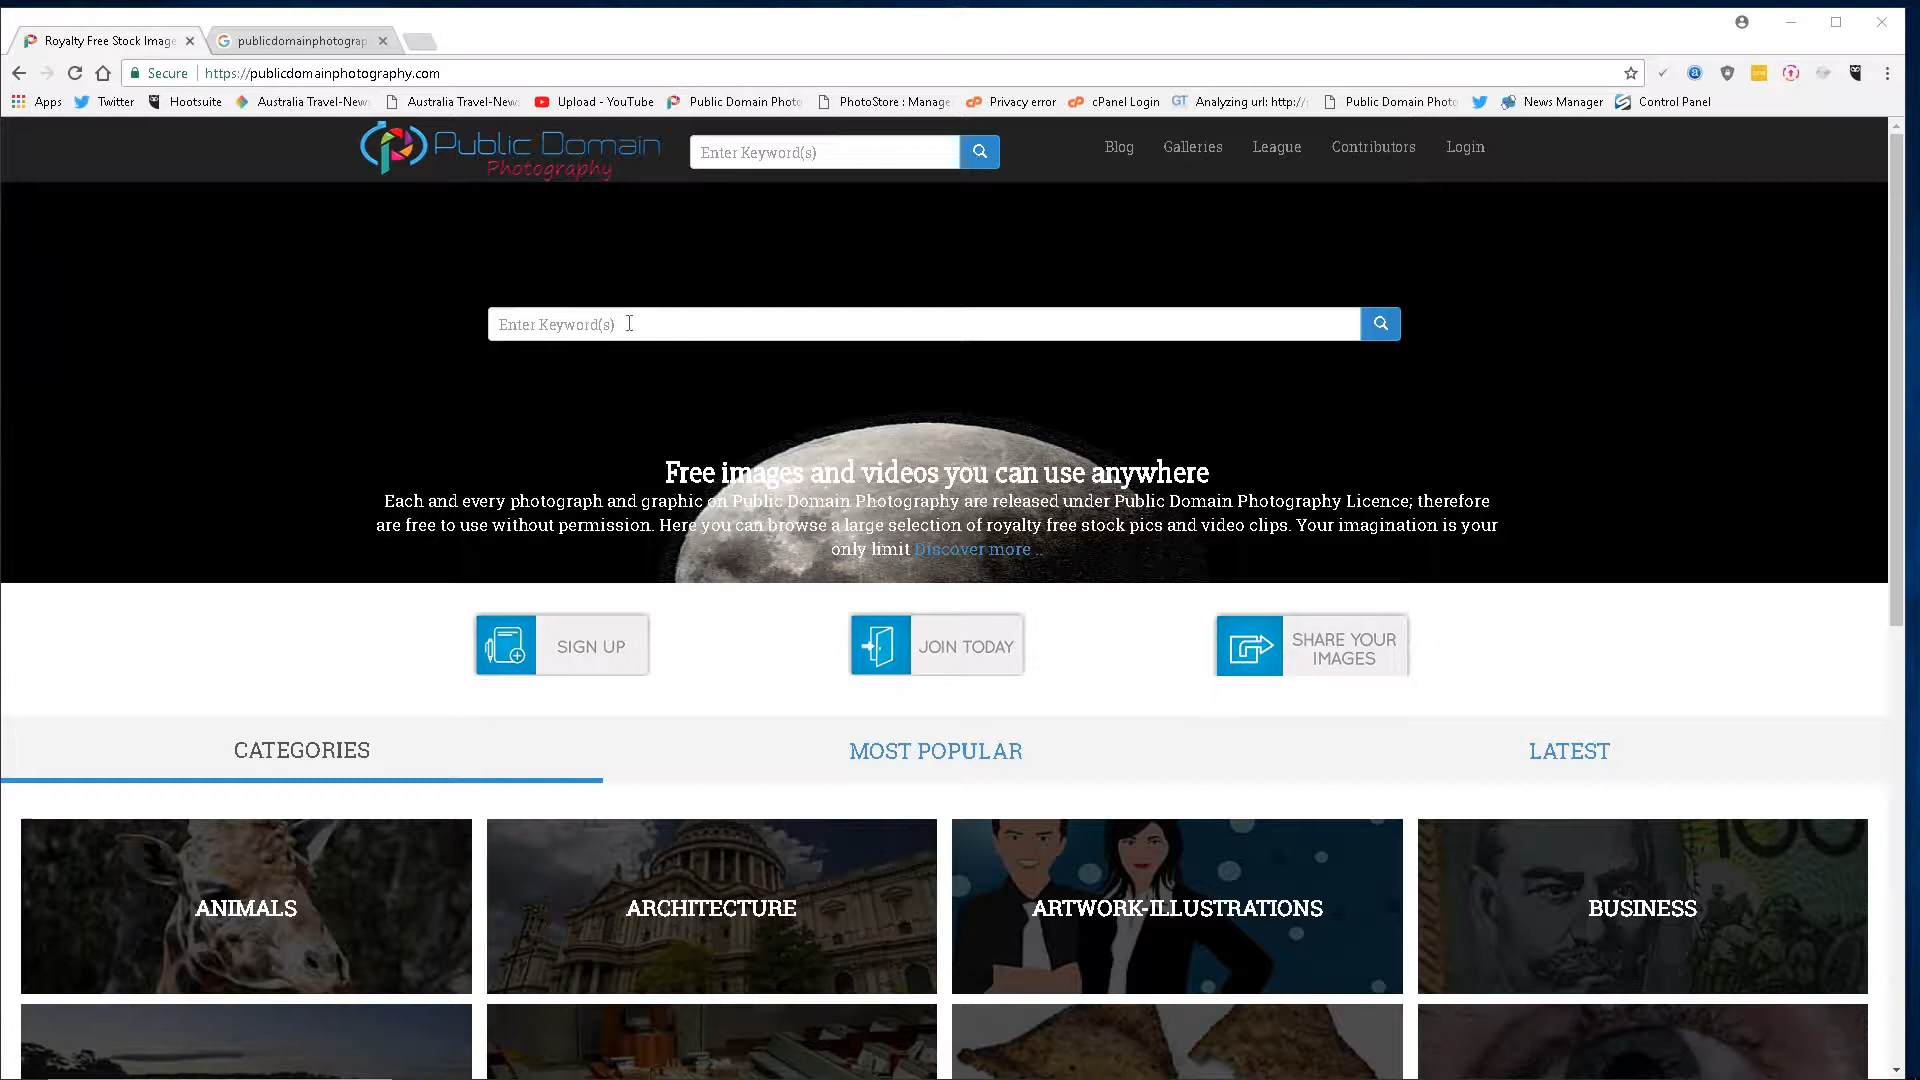 Royalty Free Stock Image
publicdomainphotograp
Secure
https://publicdomainphotography.com
Apps
Twitter
Hootsuite
Australia Travel-New
Australia Travel-New
Upload - YouTube
Public Domain Photo
PhotoStore : Manage
Privacy error
cPanel Login
GT
Analyzing url: http://
Public Domain Photo
News Manager
Control Panel
Public Domain
Photography
Enter Keyword(s)
Blog
Galleries
League
Contributors
Login
Enter Keyword(s)
Free images and videos you can use anywhere
Each and every photograph and graphic on Public Domain Photography are released under Public Domain Photography Licence; therefore
are free to use without permission. Here you can browse a large selection of royalty free stock pics and video clips. Your imagination is your
only limit Discover more ..
SIGN UP
JOIN TODAY
SHARE YOUR
IMAGES
CATEGORIES
MOST POPULAR
LATEST
ANIMALS
ARCHITECTURE
ARTWORK-ILLUSTRATIONS
BUSINESS